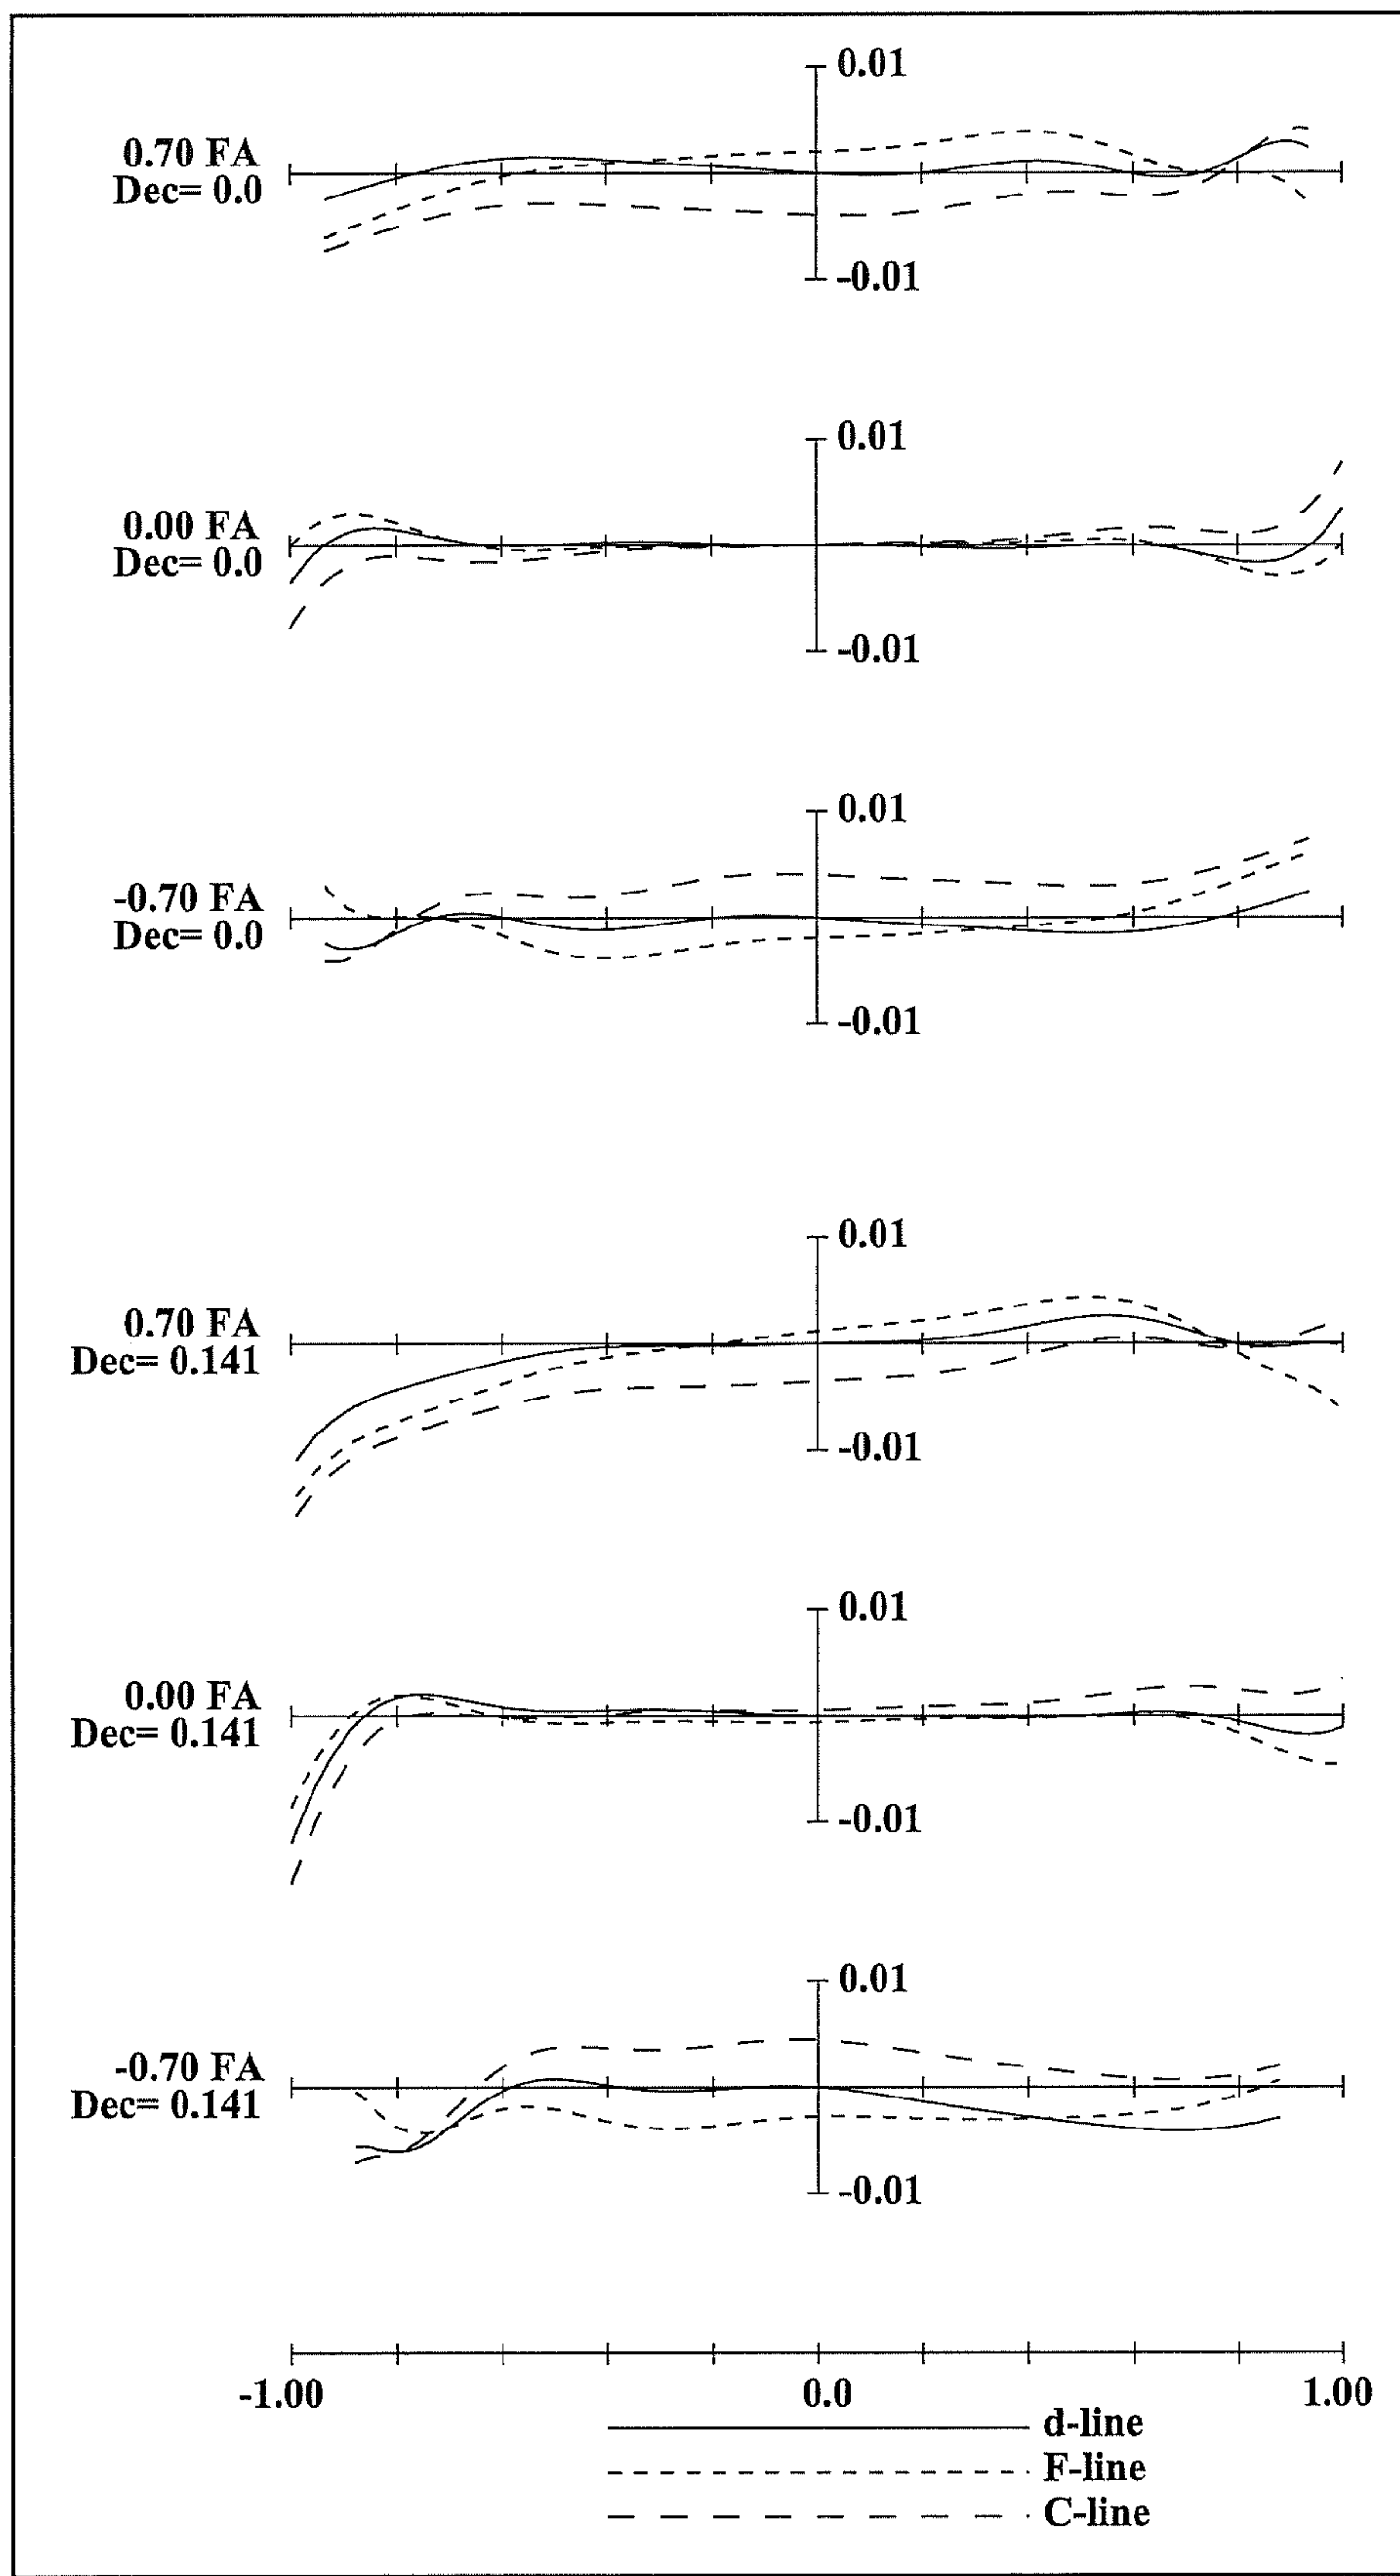 0.01
0.70 FA
Dec= 0.0
-0.01
0.01
0.00 FA
Dec= 0.0
-0.01
0.01
-0.70 FA
Dec= 0.0
-0.01
0.01
0.70 FA
Dec= 0.141
-0.01
0.01
0.00 FA
Dec= 0.141
-0.01
0.01
-0.70 FA
Dec= 0.141
-0.01
-1.00 0.0 1.00
d-line
F-line
C-line